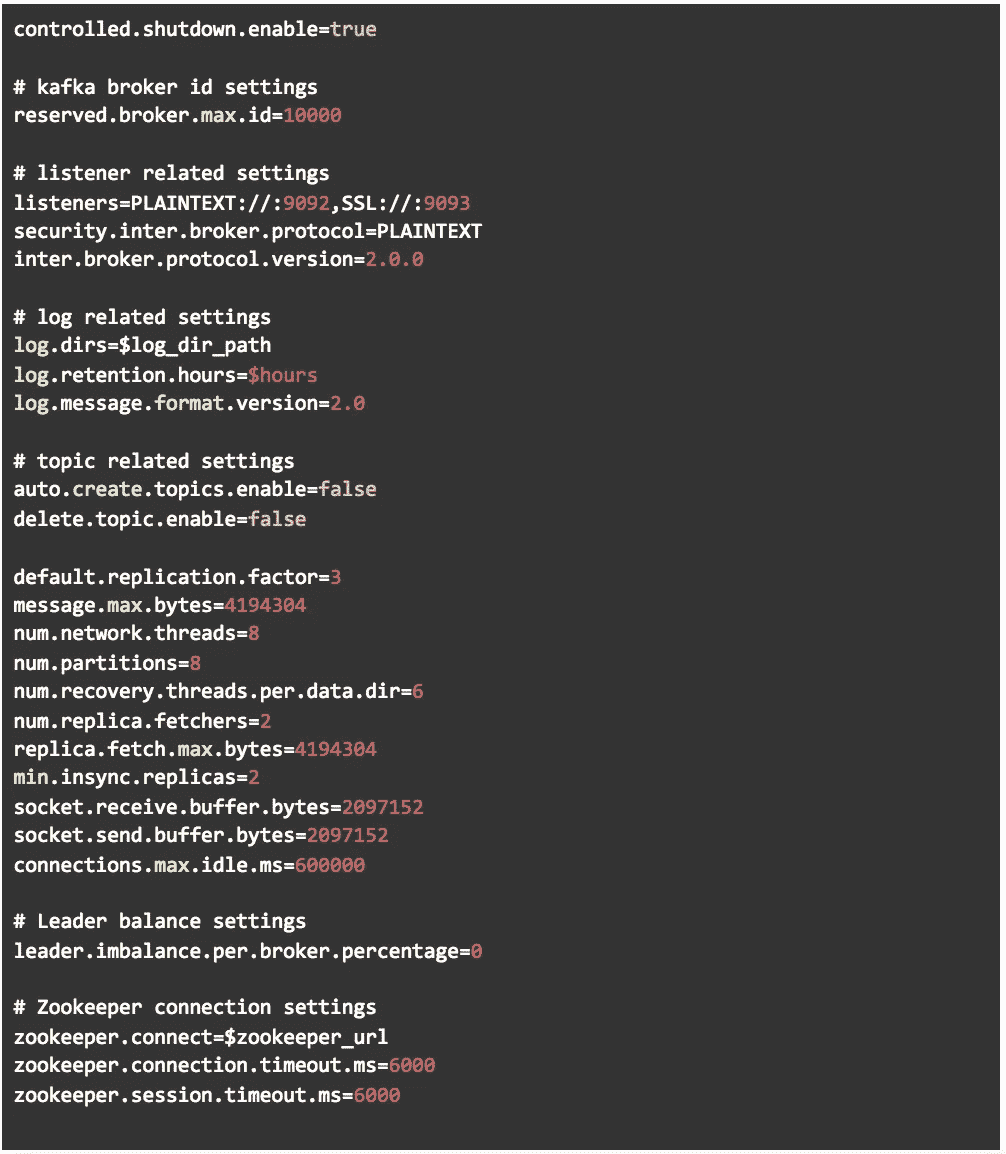 controlled.shutdown.enable=true
# kafka broker id settings
reserved.broker.max.id=10000
# listener related settings
listeners=PLAINTEXT://:9092,SSL://:9093
security.inter.broker.protocol=PLAINTEXT
inter.broker.protocol.version=2.0.0
# log related settings
log.dirs=$log_dir_path
log.retention.hours=$hours
log.message.format.version=2.0
# topic related settings
auto.create.topics.enable=false
delete.topic.enable=false
default.replication.factor=3
message.max.bytes=4194304
num.network.threads=8
num.partitions=8
num.recovery.threads.per.data.dir=6
num.replica.fetchers=2
replica.fetch.max.bytes=4194304
min.insync.replicas=2
socket.receive.buffer.bytes=2097152
socket.send.buffer.bytes=2097152
connections.max.idle.ms=600000
# Leader balance settings
leader.imbalance.per.broker.percentage=0
# Zookeeper connection settings
zookeeper.connect=$zookeeper_url
zookeeper.connection.timeout.ms=6000
zookeeper.session.timeout.ms=6000